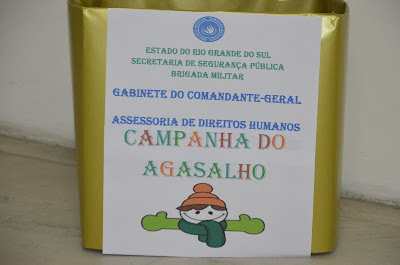 ESTADO DO RIO GRANDE DO SUL
SECRETARIA DE SEGURANÇA PÚBLICA
BRIGADA MILITAR
GABINETE DO COMANDANTE-GERAL
ASSESSORIA DE DIREITOS HUMANOS
CAMPANHA DO
AGASALHO